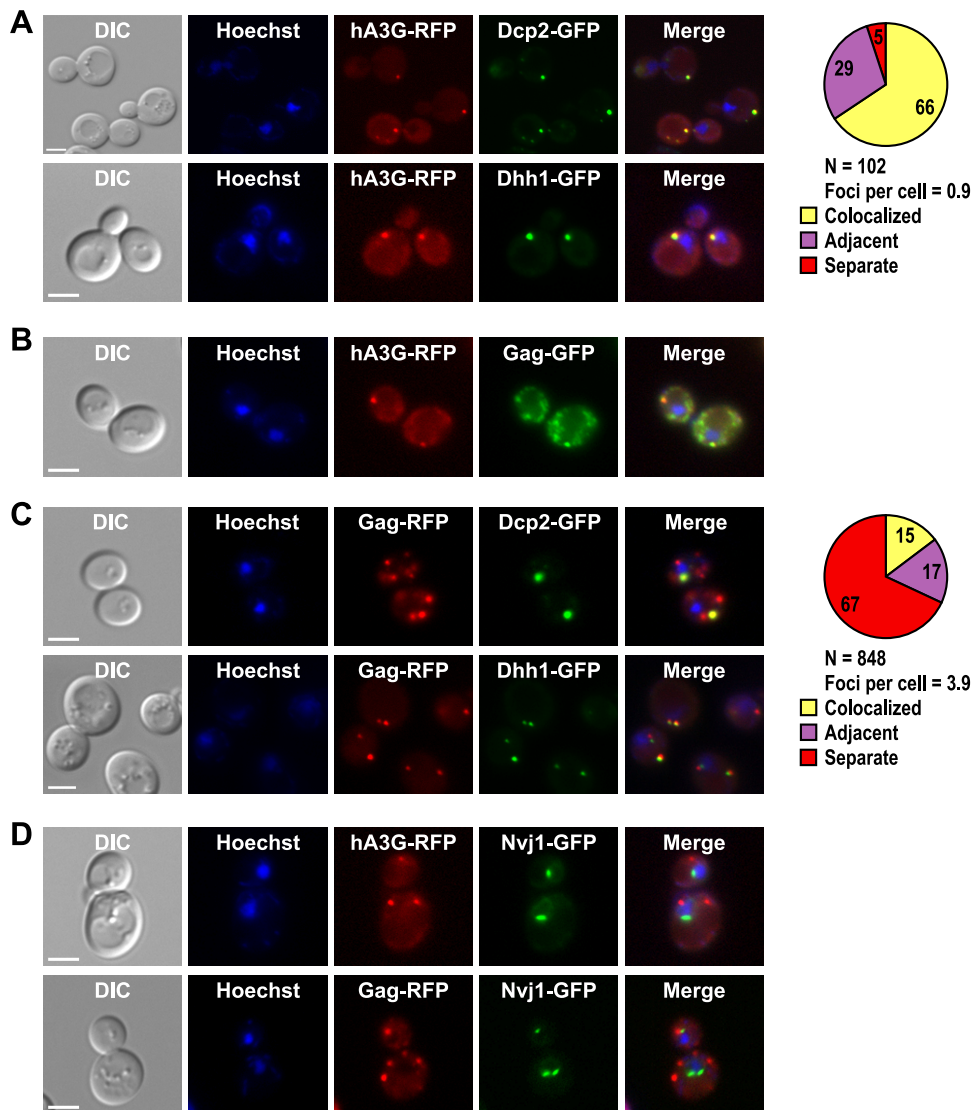 A
DIC Hoechst hA3G-RFP Dcp2-GFP Merge
5
29
66
N = 102
Foci per cell = 0.9
Colocalized
Adjacent
Separate
DIC Hoechst hA3G-RFP Dhh1-GFP Merge
B
DIC Hoechst hA3G-RFP Gag-GFP Merge
C
DIC Hoechst Gag-RFP Dcp2-GFP Merge
15
17
67
N = 848
Foci per cell = 3.9
Colocalized
Adjacent
Separate
DIC Hoechst Gag-RFP Dhh1-GFP Merge
D
DIC Hoechst hA3G-RFP Nvj1-GFP Merge
DIC Hoechst Gag-RFP Nvj1-GFP Merge